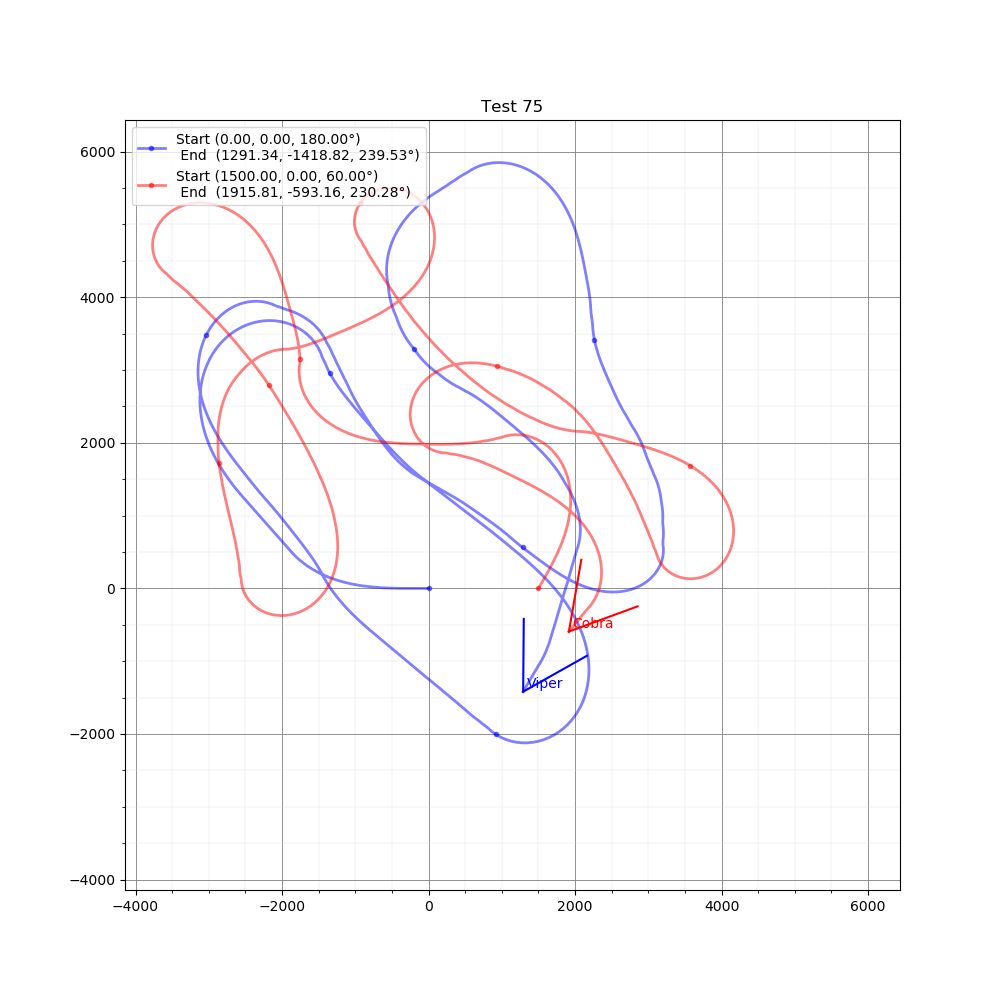 Test 75
Start (0.00, 0.00, 180.00°)
End (1291.34, -1418.82, 239.53°)
Start (1500.00, 0.00, 60.00°)
End (1915.81, -593.16, 230.28°)
6000
4000
2000
0
−2000
−4000
Cobra
Viper
−4000
−2000
0
2000
4000
6000